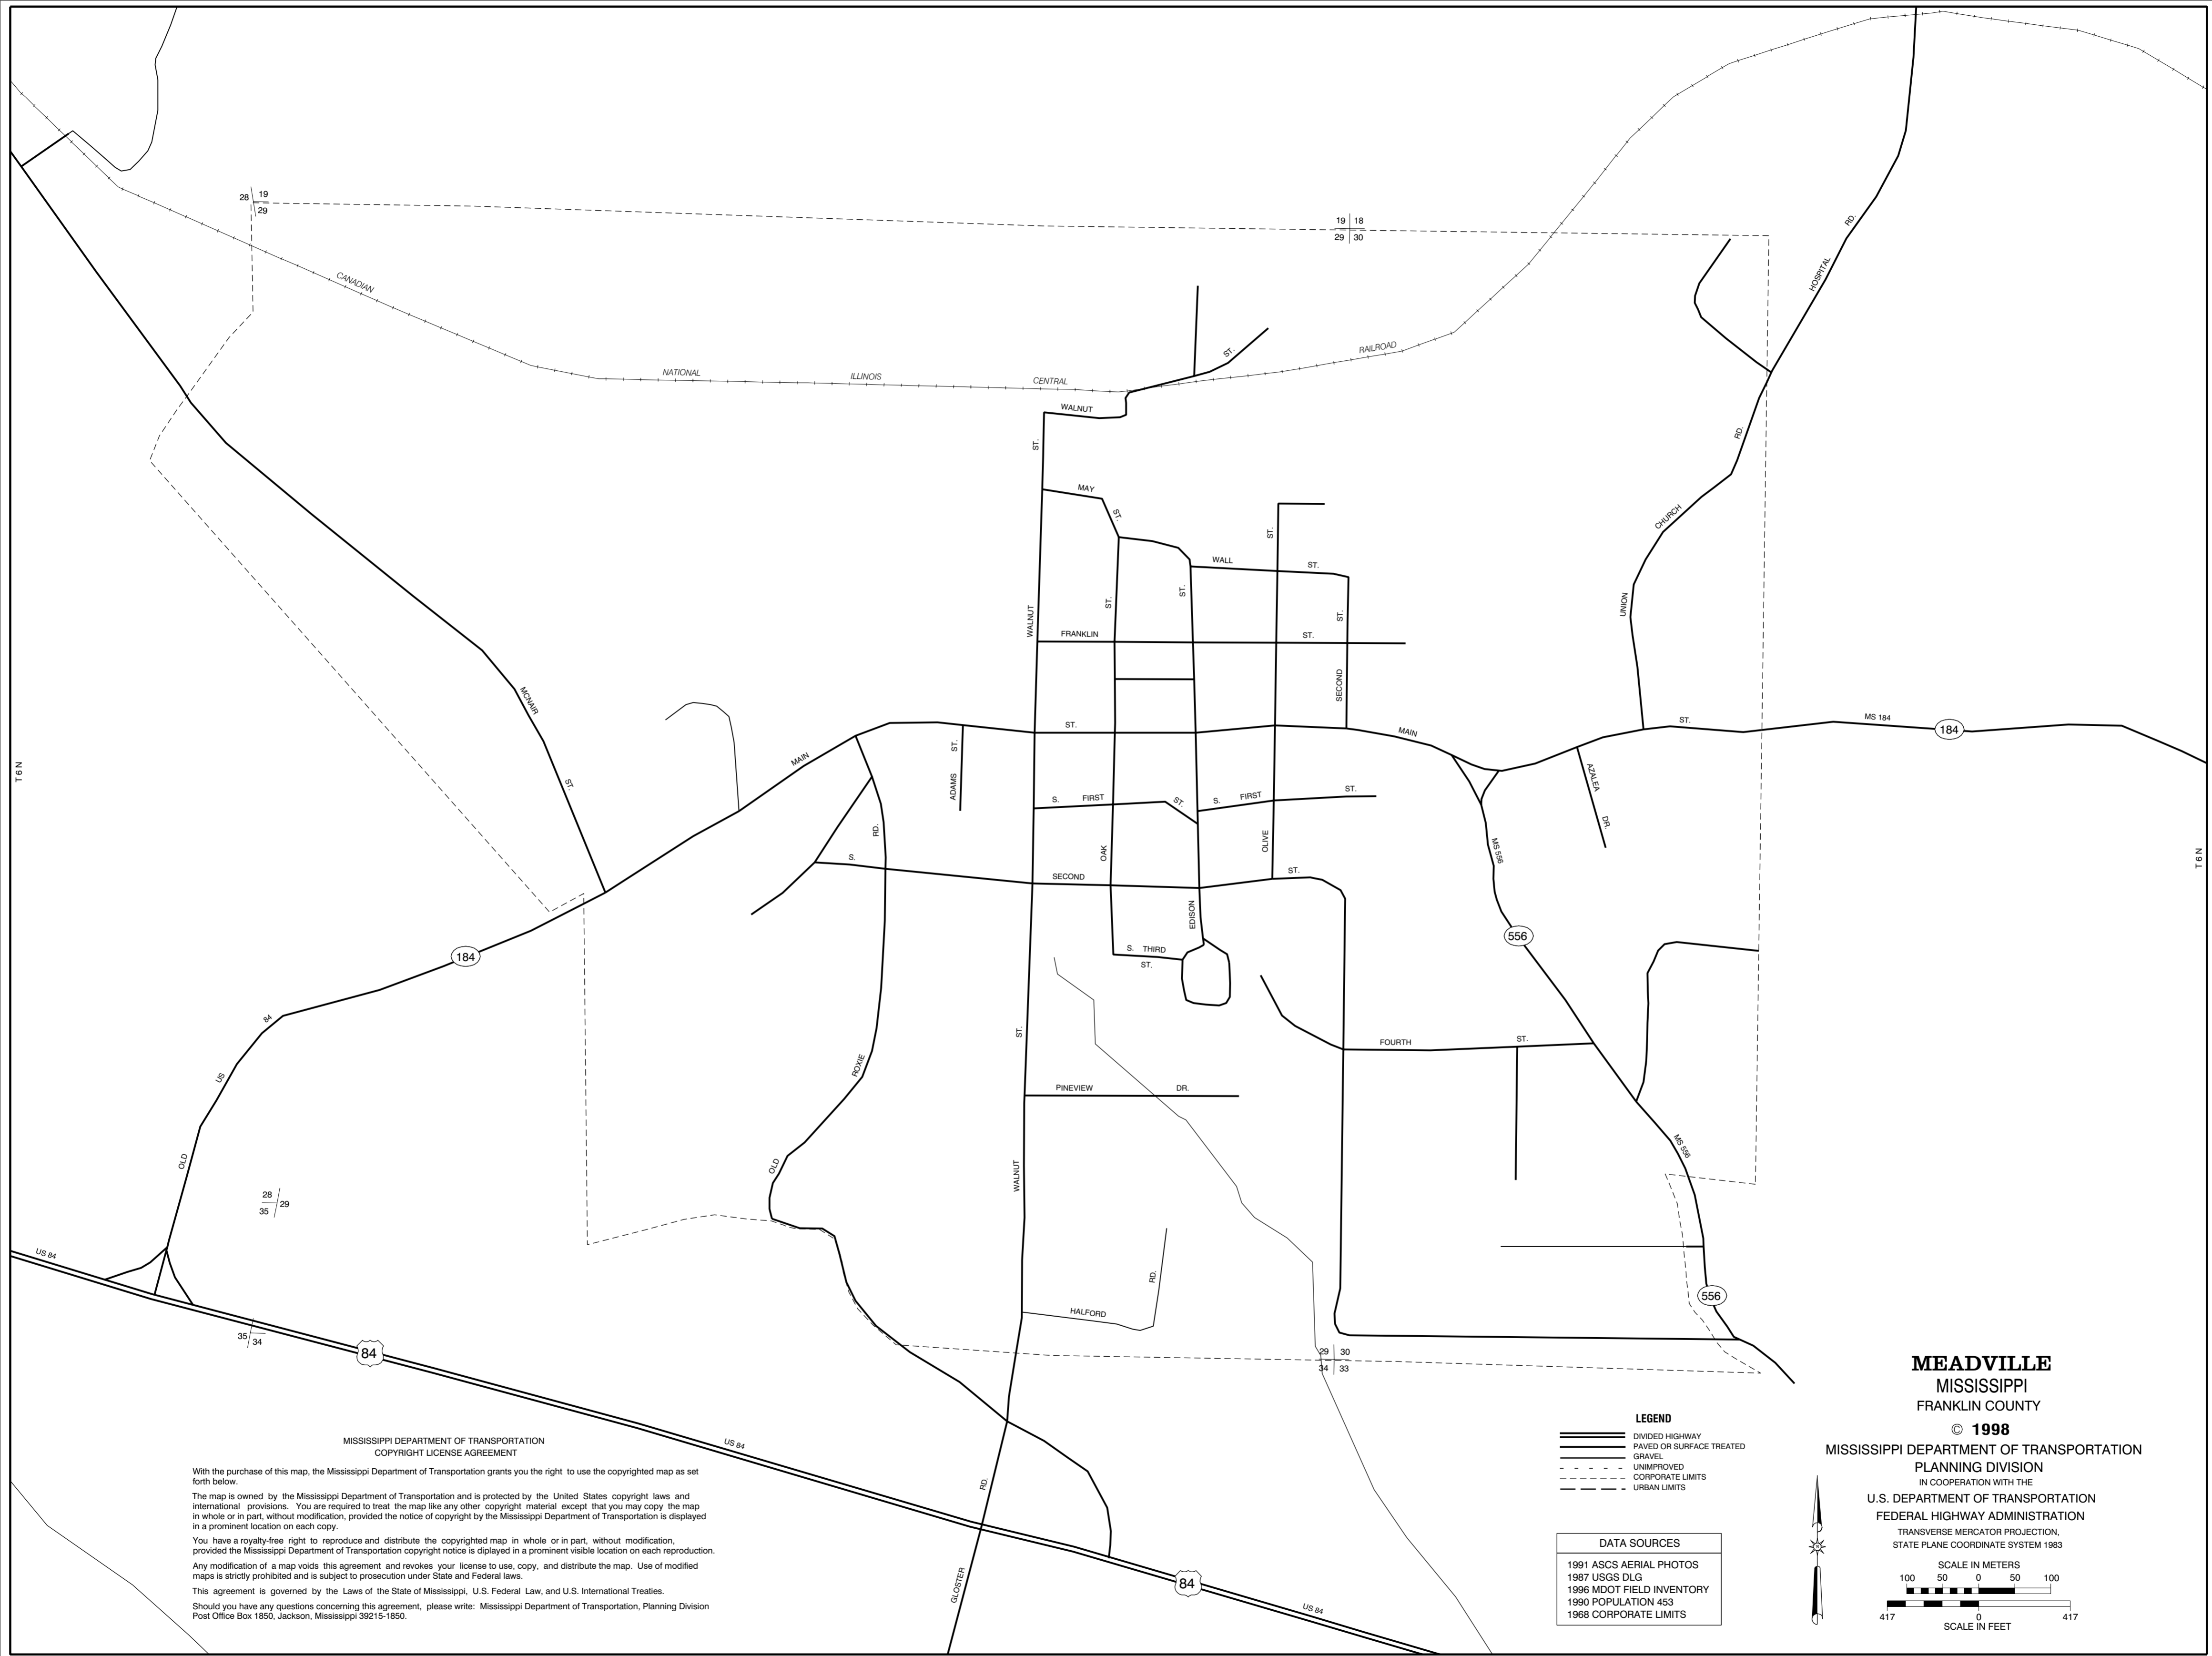 28
19
29
19
18
29
30
CANADIAN
NATIONAL
ILLINOIS
CENTRAL
RAILROAD
ST.
WALNUT
ST.
MAY
ST.
HOSPITAL
RD.
CHURCH
RD.
UNION
WALL
ST.
ST.
ST.
ST.
ST.
WALNUT
FRANKLIN
ST.
SECOND
MCNAIR
ST.
MAIN
ST.
MAIN
ST.
MS 184
184
T 6 N
T 6 N
ADAMS
ST.
S.
FIRST
ST.
S.
FIRST
ST.
AZALEA
DR.
RD.
OAK
OLIVE
MS 556
S.
SECOND
ST.
EDISON
556
184
S.
THIRD
ST.
84
US
OLD
ROXIE
OLD
ST.
FOURTH
ST.
PINEVIEW
DR.
WALNUT
MS 556
28
29
35
RD.
HALFORD
556
US 84
35
34
84
29
30
34
33
US 84
RD.
GLOSTER
84
US 84
MISSISSIPPI DEPARTMENT OF TRANSPORTATION
COPYRIGHT LICENSE AGREEMENT
With the purchase of this map, the Mississippi Department of Transportation grants you the right to use the copyrighted map as set
forth below.
The map is owned by the Mississippi Department of Transportation and is protected by the United States copyright laws and
international provisions. You are required to treat the map like any other copyright material except that you may copy the map
in whole or in part, without modification, provided the notice of copyright by the Mississippi Department of Transportation is displayed
in a prominent location on each copy.
You have a royalty-free right to reproduce and distribute the copyrighted map in whole or in part, without modification,
provided the Mississippi Department of Transportation copyright notice is diplayed in a prominent visible location on each reproduction.
Any modification of a map voids this agreement and revokes your license to use, copy, and distribute the map. Use of modified
maps is strictly prohibited and is subject to prosecution under State and Federal laws.
This agreement is governed by the Laws of the State of Mississippi, U.S. Federal Law, and U.S. International Treaties.
Should you have any questions concerning this agreement, please write: Mississippi Department of Transportation, Planning Division
Post Office Box 1850, Jackson, Mississippi 39215-1850.
LEGEND
DIVIDED HIGHWAY
PAVED OR SURFACE TREATED
GRAVEL
UNIMPROVED
CORPORATE LIMITS
URBAN LIMITS
DATA SOURCES
1991 ASCS AERIAL PHOTOS
1987 USGS DLG
1996 MDOT FIELD INVENTORY
1990 POPULATION 453
1968 CORPORATE LIMITS
MEADVILLE
MISSISSIPPI
FRANKLIN COUNTY
© 1998
MISSISSIPPI DEPARTMENT OF TRANSPORTATION
PLANNING DIVISION
IN COOPERATION WITH THE
U.S. DEPARTMENT OF TRANSPORTATION
FEDERAL HIGHWAY ADMINISTRATION
TRANSVERSE MERCATOR PROJECTION,
STATE PLANE COORDINATE SYSTEM 1983
SCALE IN METERS
100 50 0 50 100
417 0 417
SCALE IN FEET